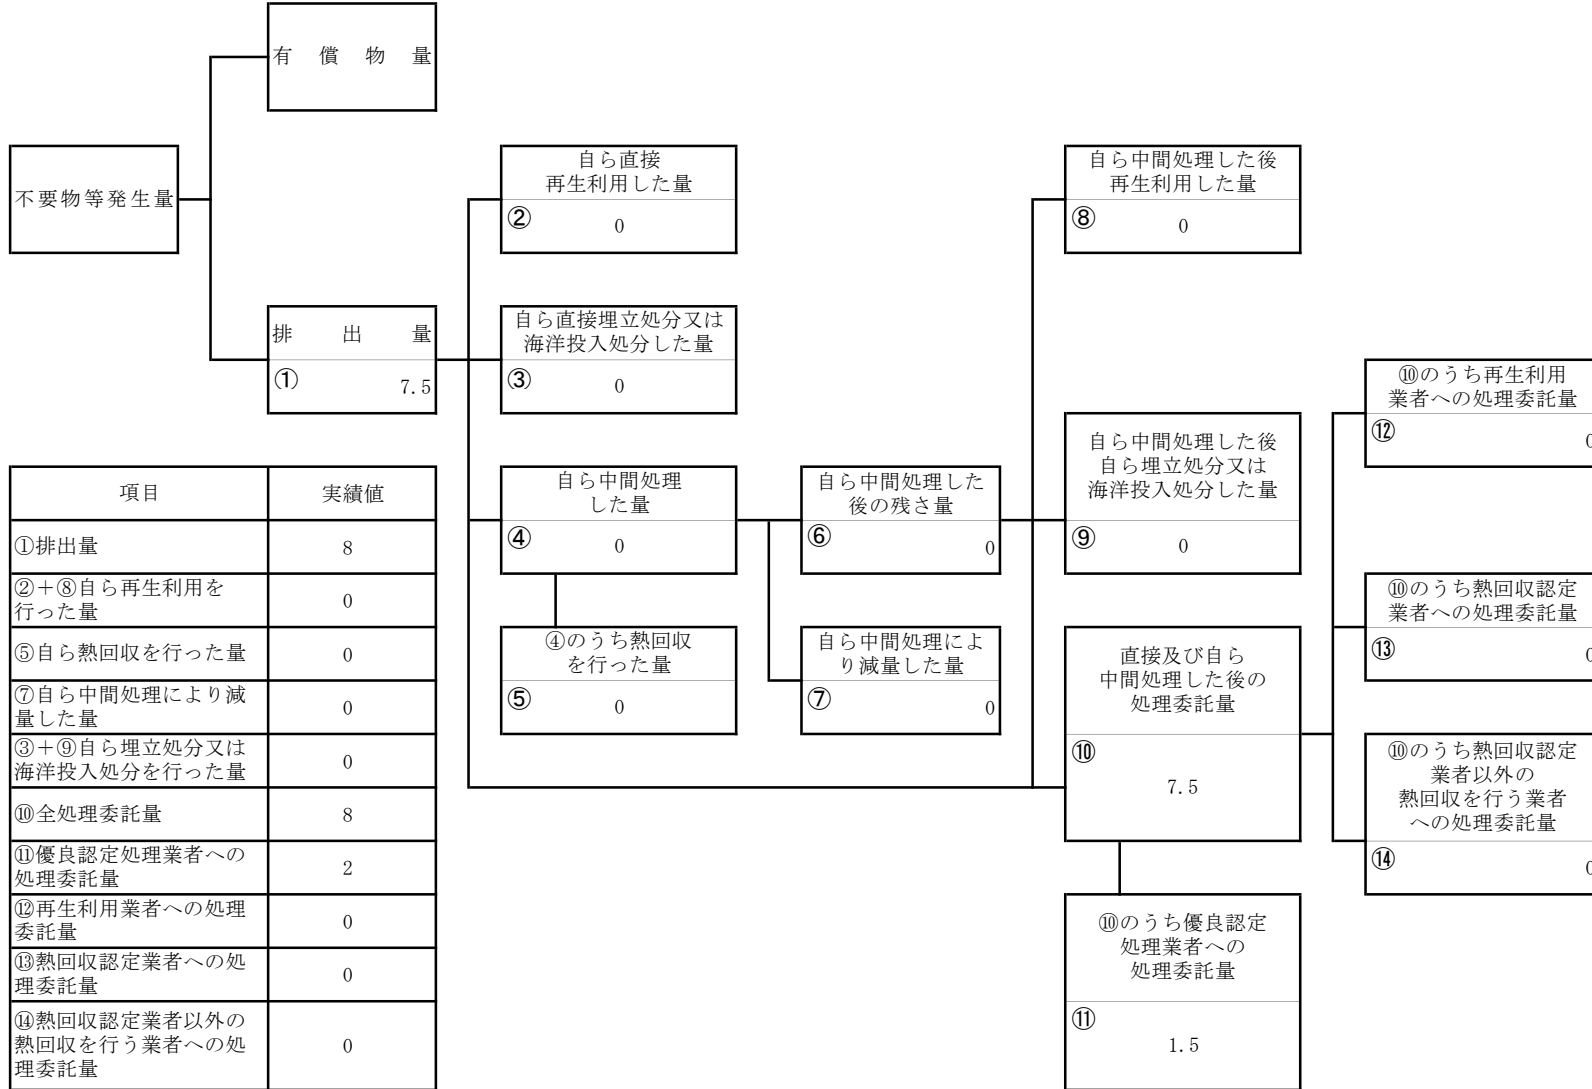 有償物量
不要物等発生量
自ら直接
再生利用した量
②
0
自ら中間処理した後
再生利用した量
⑧
0
排出量
①
7.5
自ら直接埋立処分又は
海洋投入処分した量
③
0
⑩のうち再生利用
業者への処理委託量
⑫
0
自ら中間処理した後
自ら埋立処分又は
海洋投入処分した量
⑨
0
自ら中間処理
した量
④
0
自ら中間処理した
後の残さ量
⑥
0
⑩のうち熱回収認定
業者への処理委託量
⑬
0
④のうち熱回収
を行った量
⑤
0
自ら中間処理によ
り減量した量
⑦
0
直接及び自ら
中間処理した後の
処理委託量
⑩
7.5
⑩のうち熱回収認定
業者以外の
熱回収を行う業者
への処理委託量
⑭
0
⑩のうち優良認定
処理業者への
処理委託量
⑪
1.5
項目 実績値
①排出量 8
②＋⑧自ら再生利用を
行った量 0
⑤自ら熱回収を行った量 0
⑦自ら中間処理により減
量した量 0
③＋⑨自ら埋立処分又は
海洋投入処分を行った量 0
⑩全処理委託量 8
⑪優良認定処理業者への
処理委託量 2
⑫再生利用業者への処理
委託量 0
⑬熱回収認定業者への処
理委託量 0
⑭熱回収認定業者以外の
熱回収を行う業者への処
理委託量 0